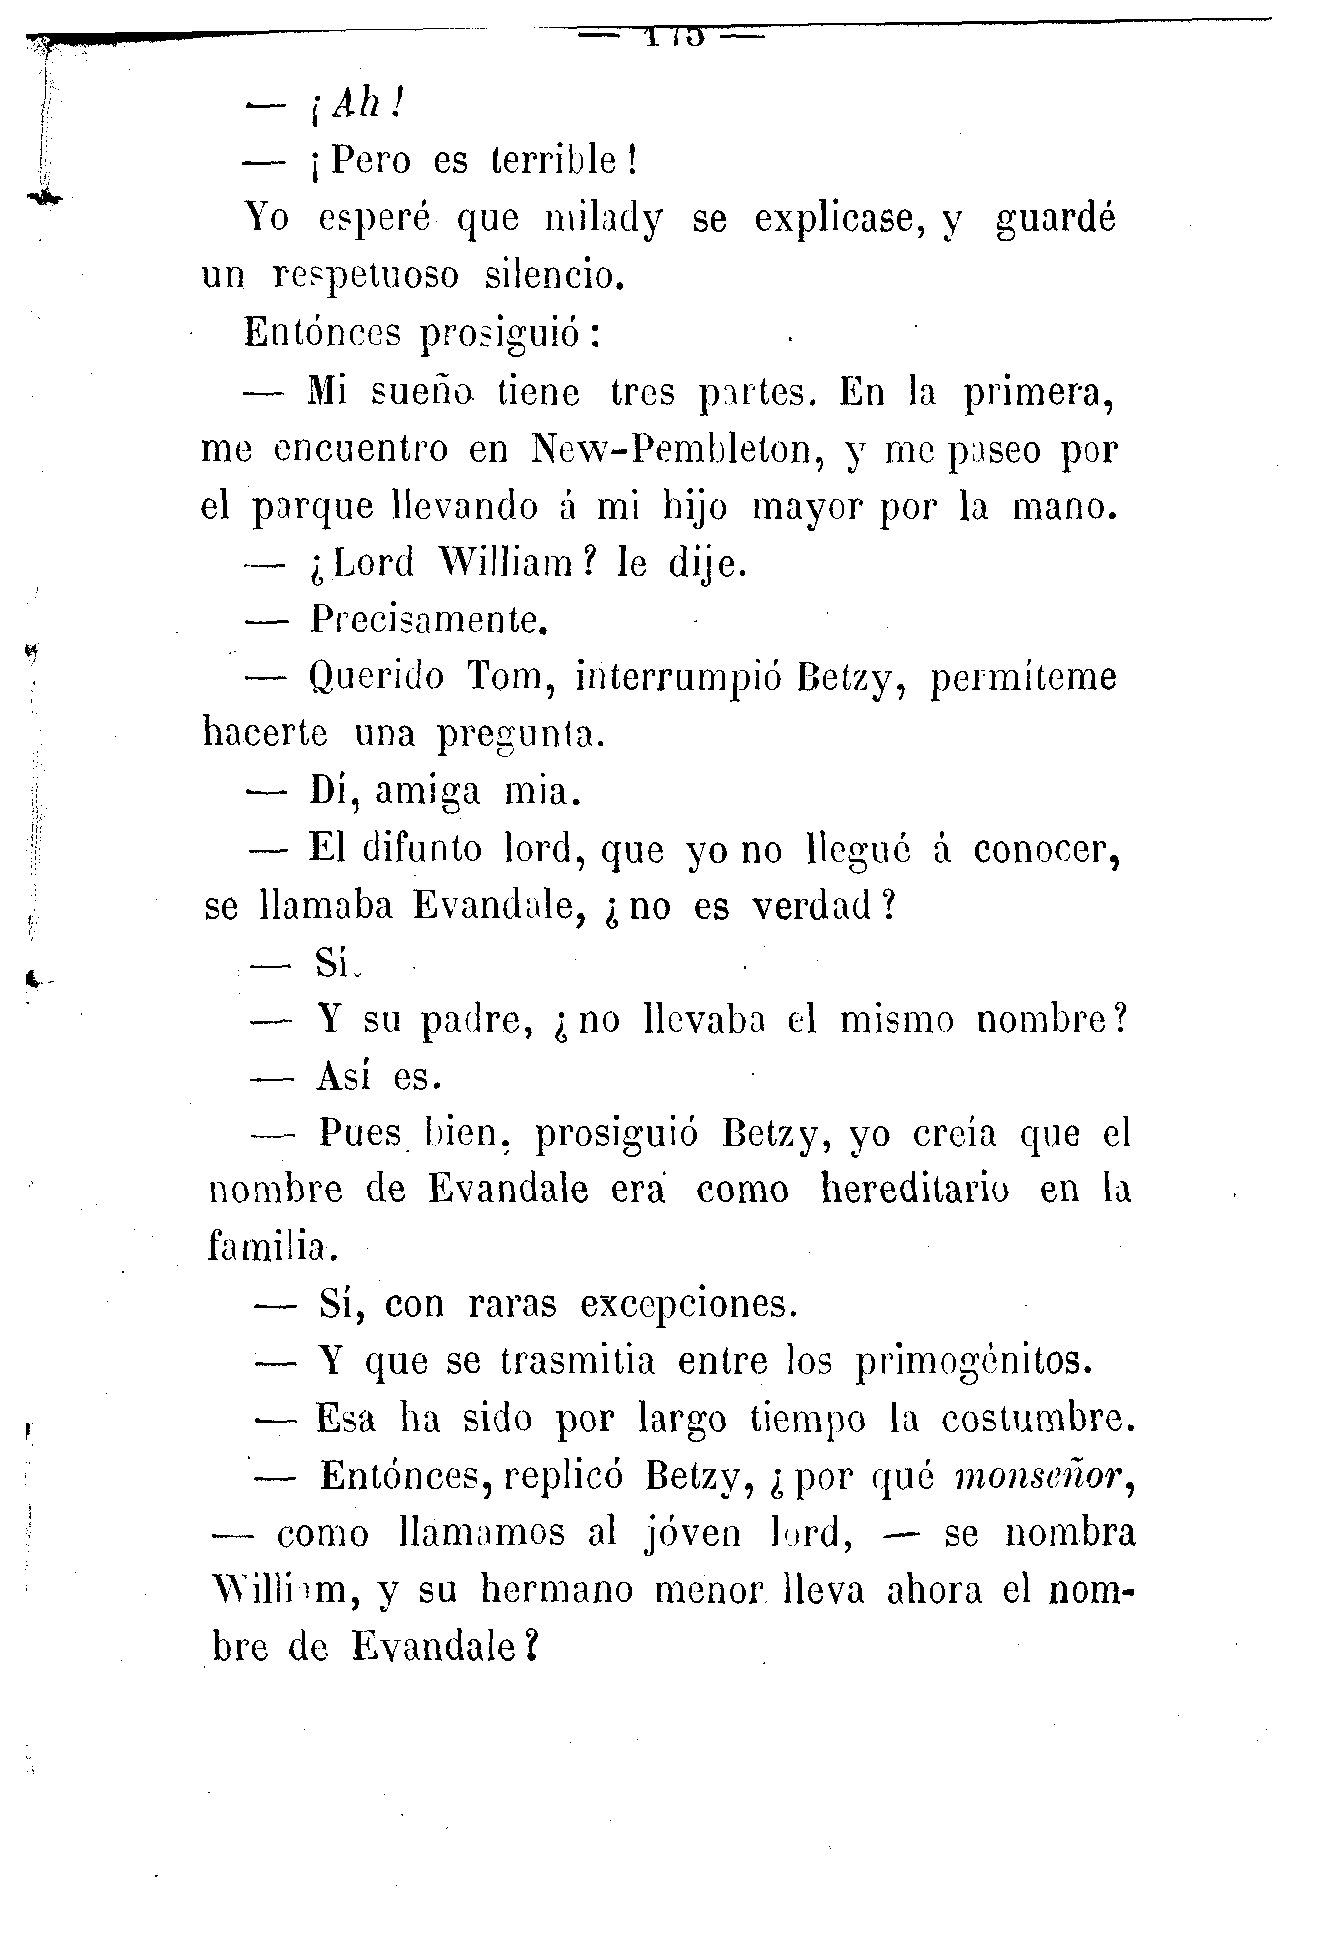 — 175 —
— ¡Ah!
— ¡Pero es terrible!
Yo esperé que milady se explicase, y guardé
un respetuoso silencio.
Entónces prosiguió:
— Mi sueño tiene tres partes. En la primera,
me encuentro en New-Pembleton, y me paseo por
el parque llevando á mi hijo mayor por la mano.
— ¿Lord William? le dije.
— Precisamente.
— Querido Tom, interrumpió Betzy, permíteme
hacerte una pregunta.
— Dí, amiga mia.
— El difunto lord, que yo no llegué á conocer,
se llamaba Evandale, ¿no es verdad?
— Sí.
— Y su padre, ¿no llevaba el mismo nombre?
— Así es.
— Pues bien, prosiguió Betzy, yo creía que el
nombre de Evandale era como hereditario en la
familia.
— Sí, con raras excepciones.
— Y que se trasmitia entre los primogénitos.
— Esa ha sido por largo tiempo la costumbre.
— Entónces, replicó Betzy, ¿por qué monseñor,
— como llamamos al jóven lord, — se nombra
William, y su hermano menor lleva ahora el nom-
bre de Evandale?